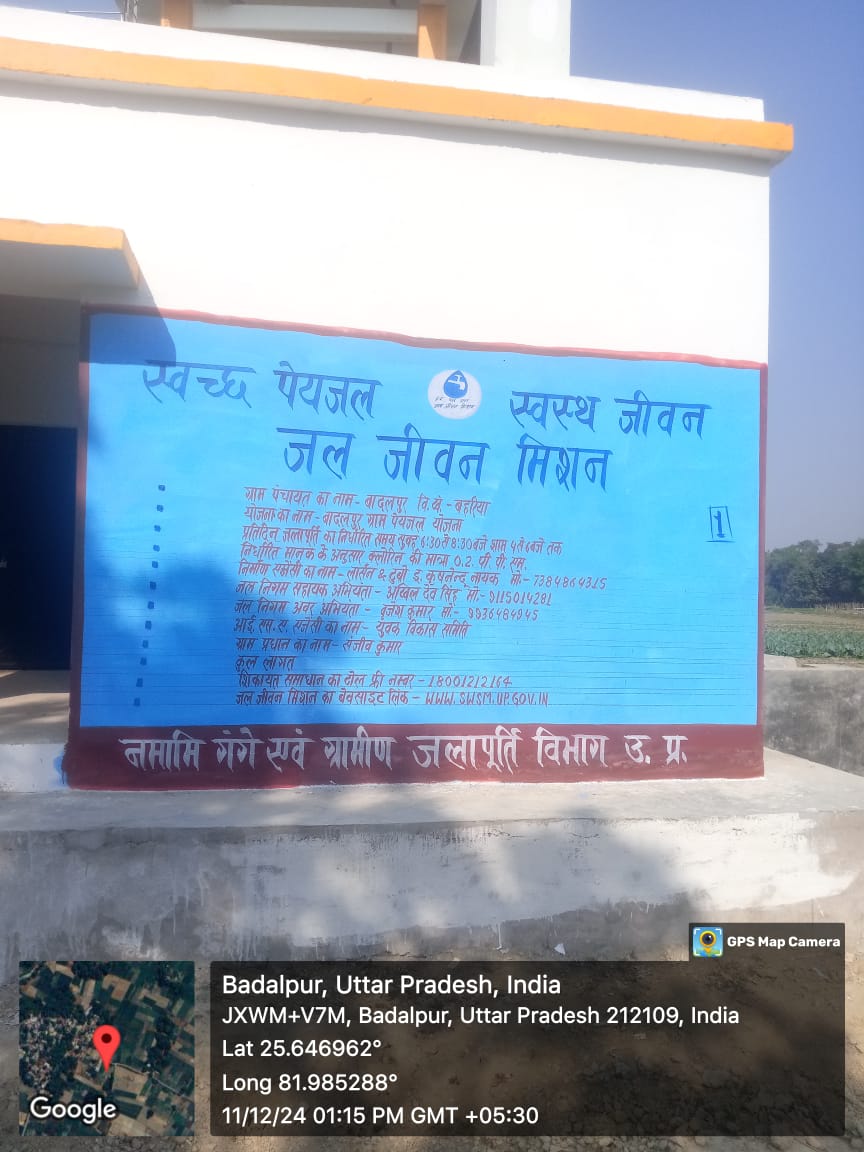 स्वच्छ पेयजल स्वस्थ जीवन
जल जीवन मिशन
ग्राम पंचायत का नाम - बादलपुर वि.ख. - बहरिया
योजना का नाम - बादलपुर ग्राम पेयजल योजना
प्रतिदिन जलापूर्ति का निर्धारित समय सुबह 6:30 से 8:30 बजे शाम 4 से 6 बजे तक
1
निर्धारित मानक के अनुसार क्लोरिन की मात्रा 0.2 पी. पी. एम.
निर्माण एजेंसी का नाम - लार्सन & टुब्रो इं. कृषनेन्दू नायक मो.- 7384864315
जल निगम सहायक अभियंता - अखिल देव सिंह मो.- 9115014281
जल निगम अवर अभियंता - बृजेश कुमार मो.- 9936484945
आई. एस. ए. एजेंसी का नाम - युवक विकास समिति
ग्राम प्रधान का नाम - संजीव कुमार
कुल लागत
शिकायत समाधान का टोल फ्री नम्बर - 18001212164
जल जीवन मिशन का बेवसाइट लिंक - WWW.SWSM.UP.GOV.IN
नमामि गंगे एवं ग्रामीण जलापूर्ति विभाग उ. प्र.
GPS Map Camera
Badalpur, Uttar Pradesh, India
JXWM+V7M, Badalpur, Uttar Pradesh 212109, India
Lat 25.646962°
Long 81.985288°
11/12/24 01:15 PM GMT +05:30
Google